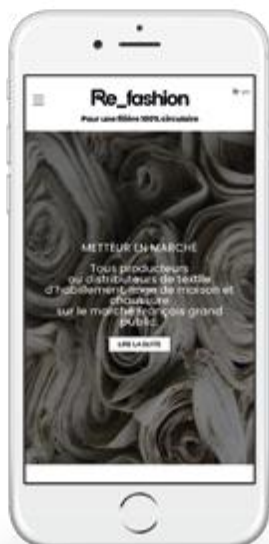 Re_fashion
Pour une filière 100% circulaire
METTEUR EN MARCHÉ
Tous producteurs
ou distributeurs de textile
d'habillement, linge de maison et
chaussure
sur le marché Français grand
public.
LIRE LA SUITE